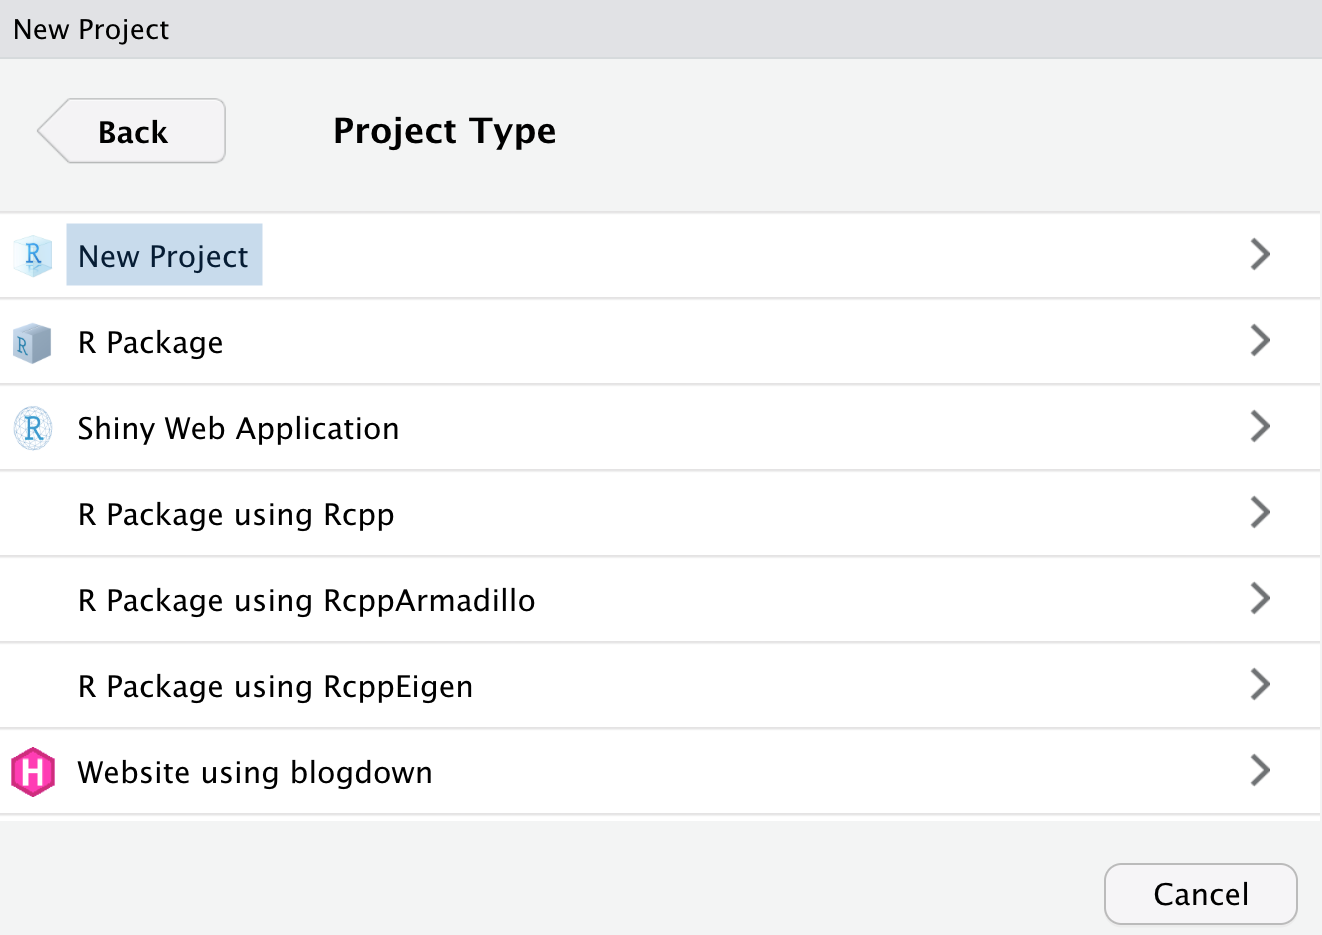 New Project
Back
Project Type
R New Project
R R Package
R Shiny Web Application
R Package using Rcpp
R Package using RcppArmadillo
R Package using RcppEigen
H Website using blogdown
Cancel